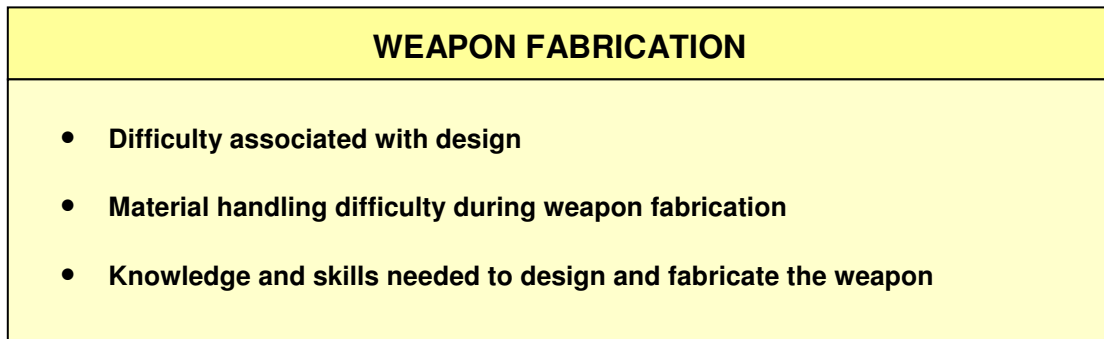 WEAPON FABRICATION
• Difficulty associated with design
• Material handling difficulty during weapon fabrication
• Knowledge and skills needed to design and fabricate the weapon